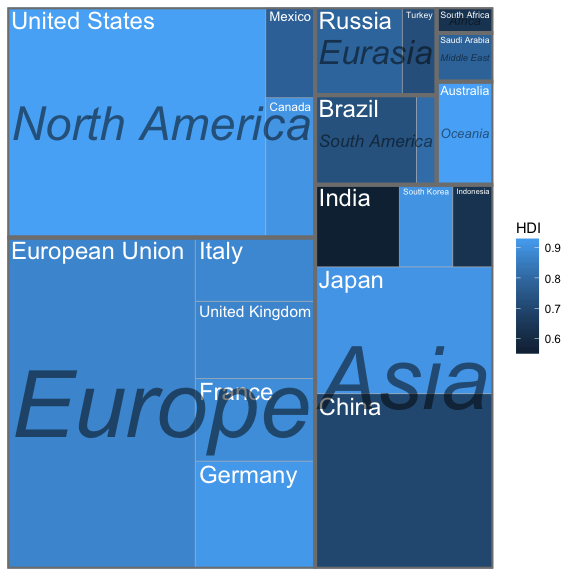 United States
Mexico
Canada
North America
European Union
Italy
United Kingdom
France
Germany
Europe
Russia
Turkey
Eurasia
Brazil
South America
South Africa
Africa
Saudi Arabia
Middle East
Australia
Oceania
India
South Korea
Indonesia
Japan
China
Asia
HDI
0.9
0.8
0.7
0.6